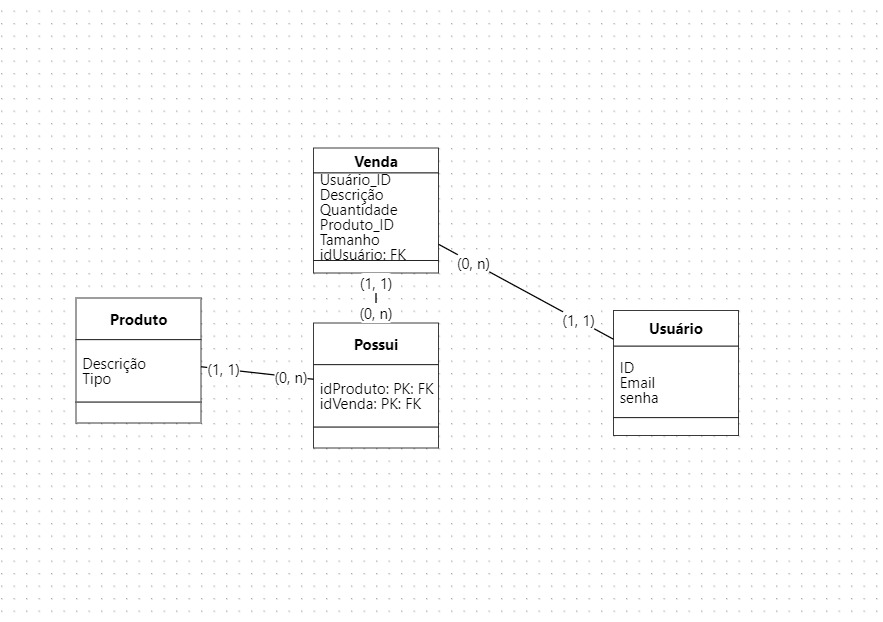 Venda
Usuário_ID
Descrição
Quantidade
Produto_ID
Tamanho
idUsuário: FK
(0, n)
(1, 1)
(1, 1)
(0, n)
Produto
Descrição
Tipo
(1, 1)
(0, n)
Possui
idProduto: PK: FK
idVenda: PK: FK
Usuário
ID
Email
senha